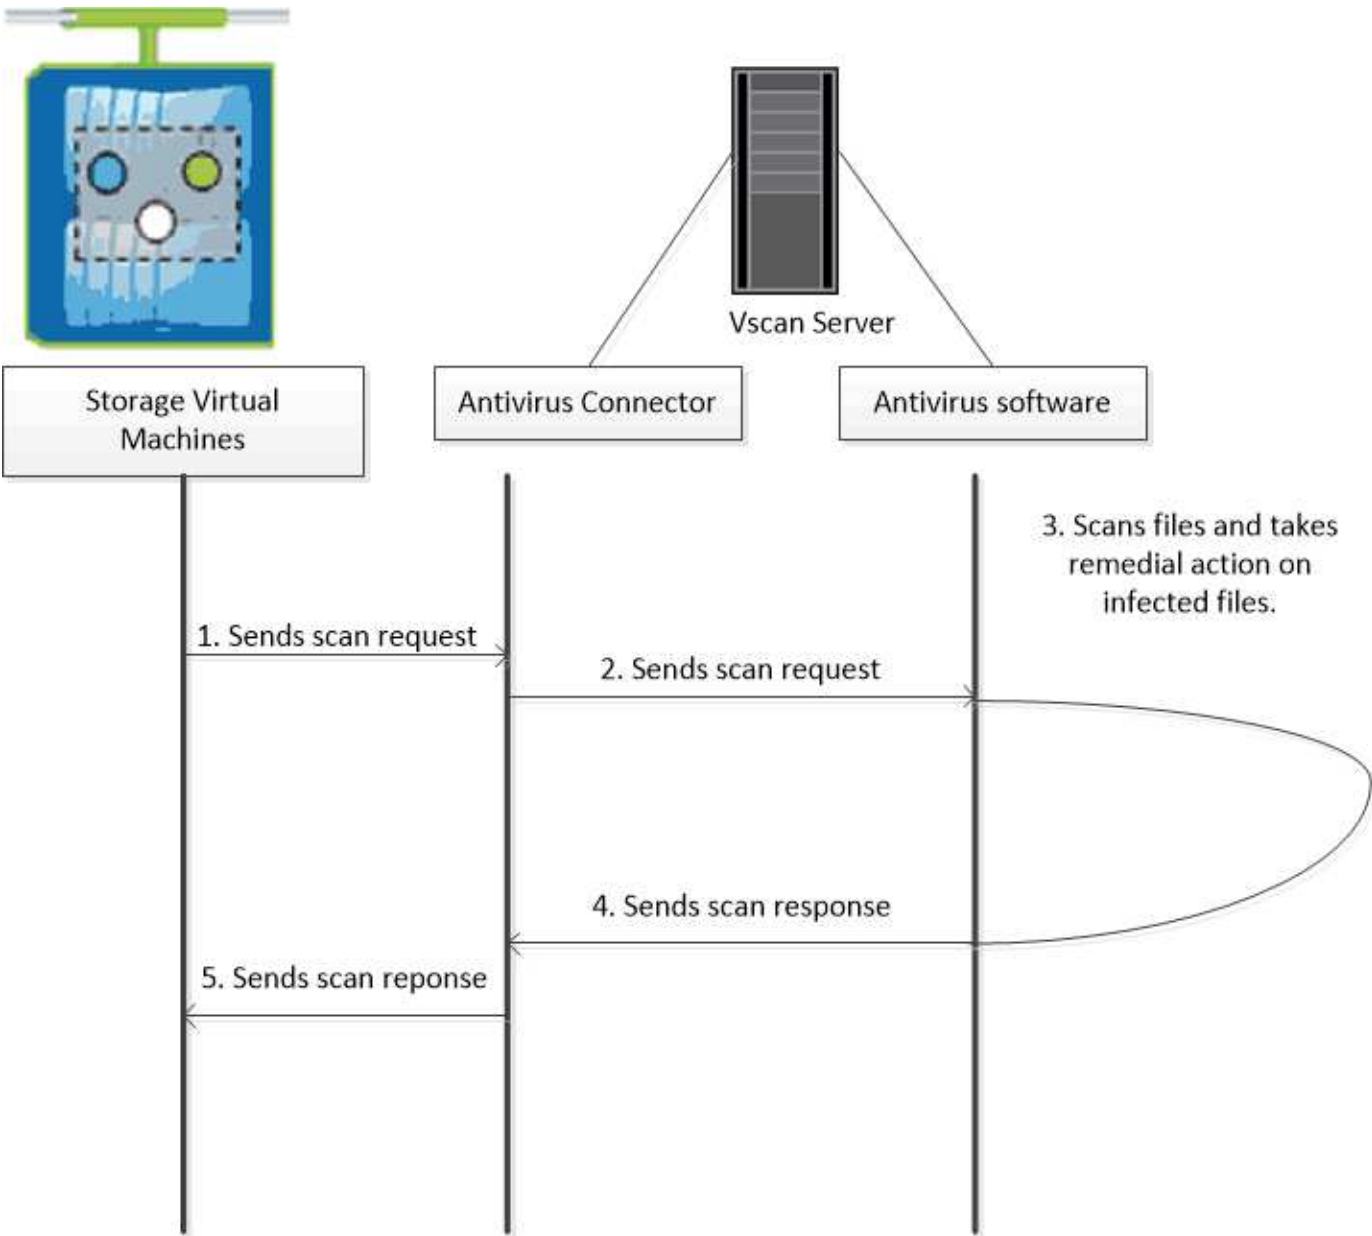 Vscan Server
Storage Virtual
Machines
Antivirus Connector
Antivirus software
3. Scans files and takes
remedial action on
infected files.
1. Sends scan request
2. Sends scan request
4. Sends scan response
5. Sends scan reponse